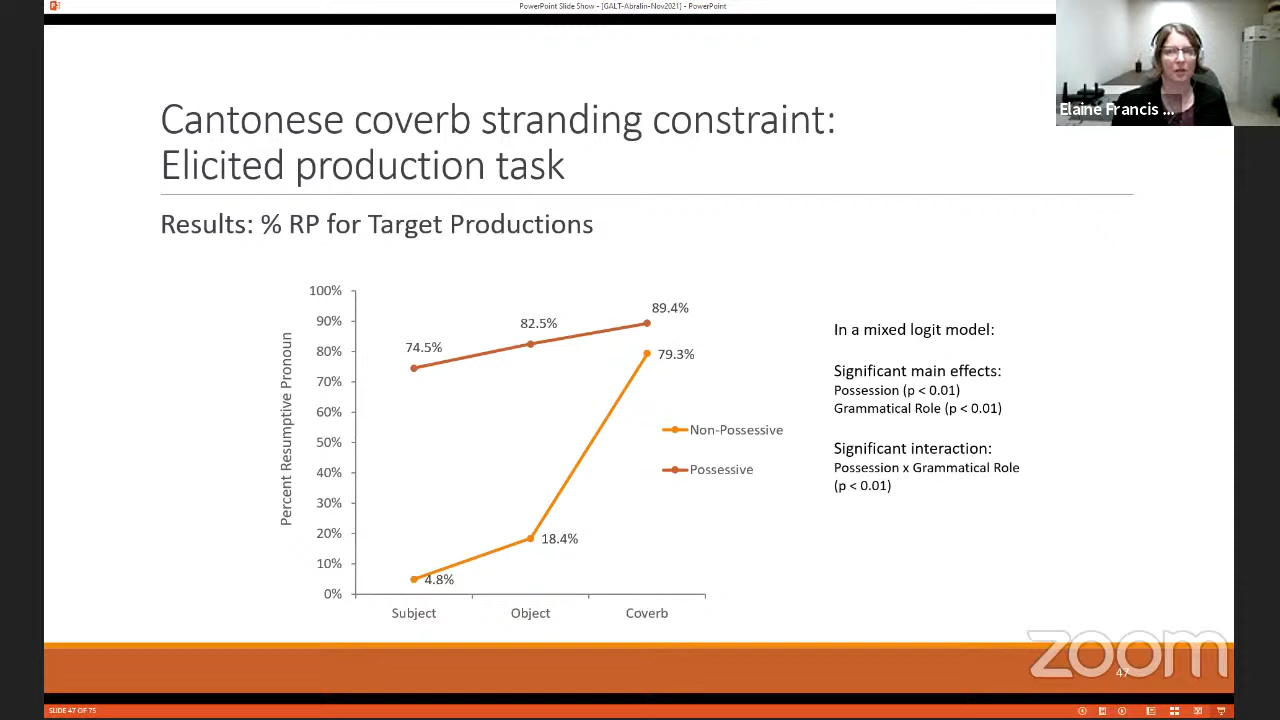 PowerPoint Slide Show - [GALT-Abralin-Nov2021] - PowerPoint
Elaine Francis ...
Cantonese coverb stranding constraint:
Elicited production task
Results: % RP for Target Productions
Percent Resumptive Pronoun
100%
90%
80%
70%
60%
50%
40%
30%
20%
10%
0%
74.5%
82.5%
89.4%
79.3%
18.4%
4.8%
Non-Possessive
Possessive
Subject
Object
Coverb
In a mixed logit model:
Significant main effects:
Possession (p < 0.01)
Grammatical Role (p < 0.01)
Significant interaction:
Possession x Grammatical Role
(p < 0.01)
zoom
47
SLIDE 47 OF 75